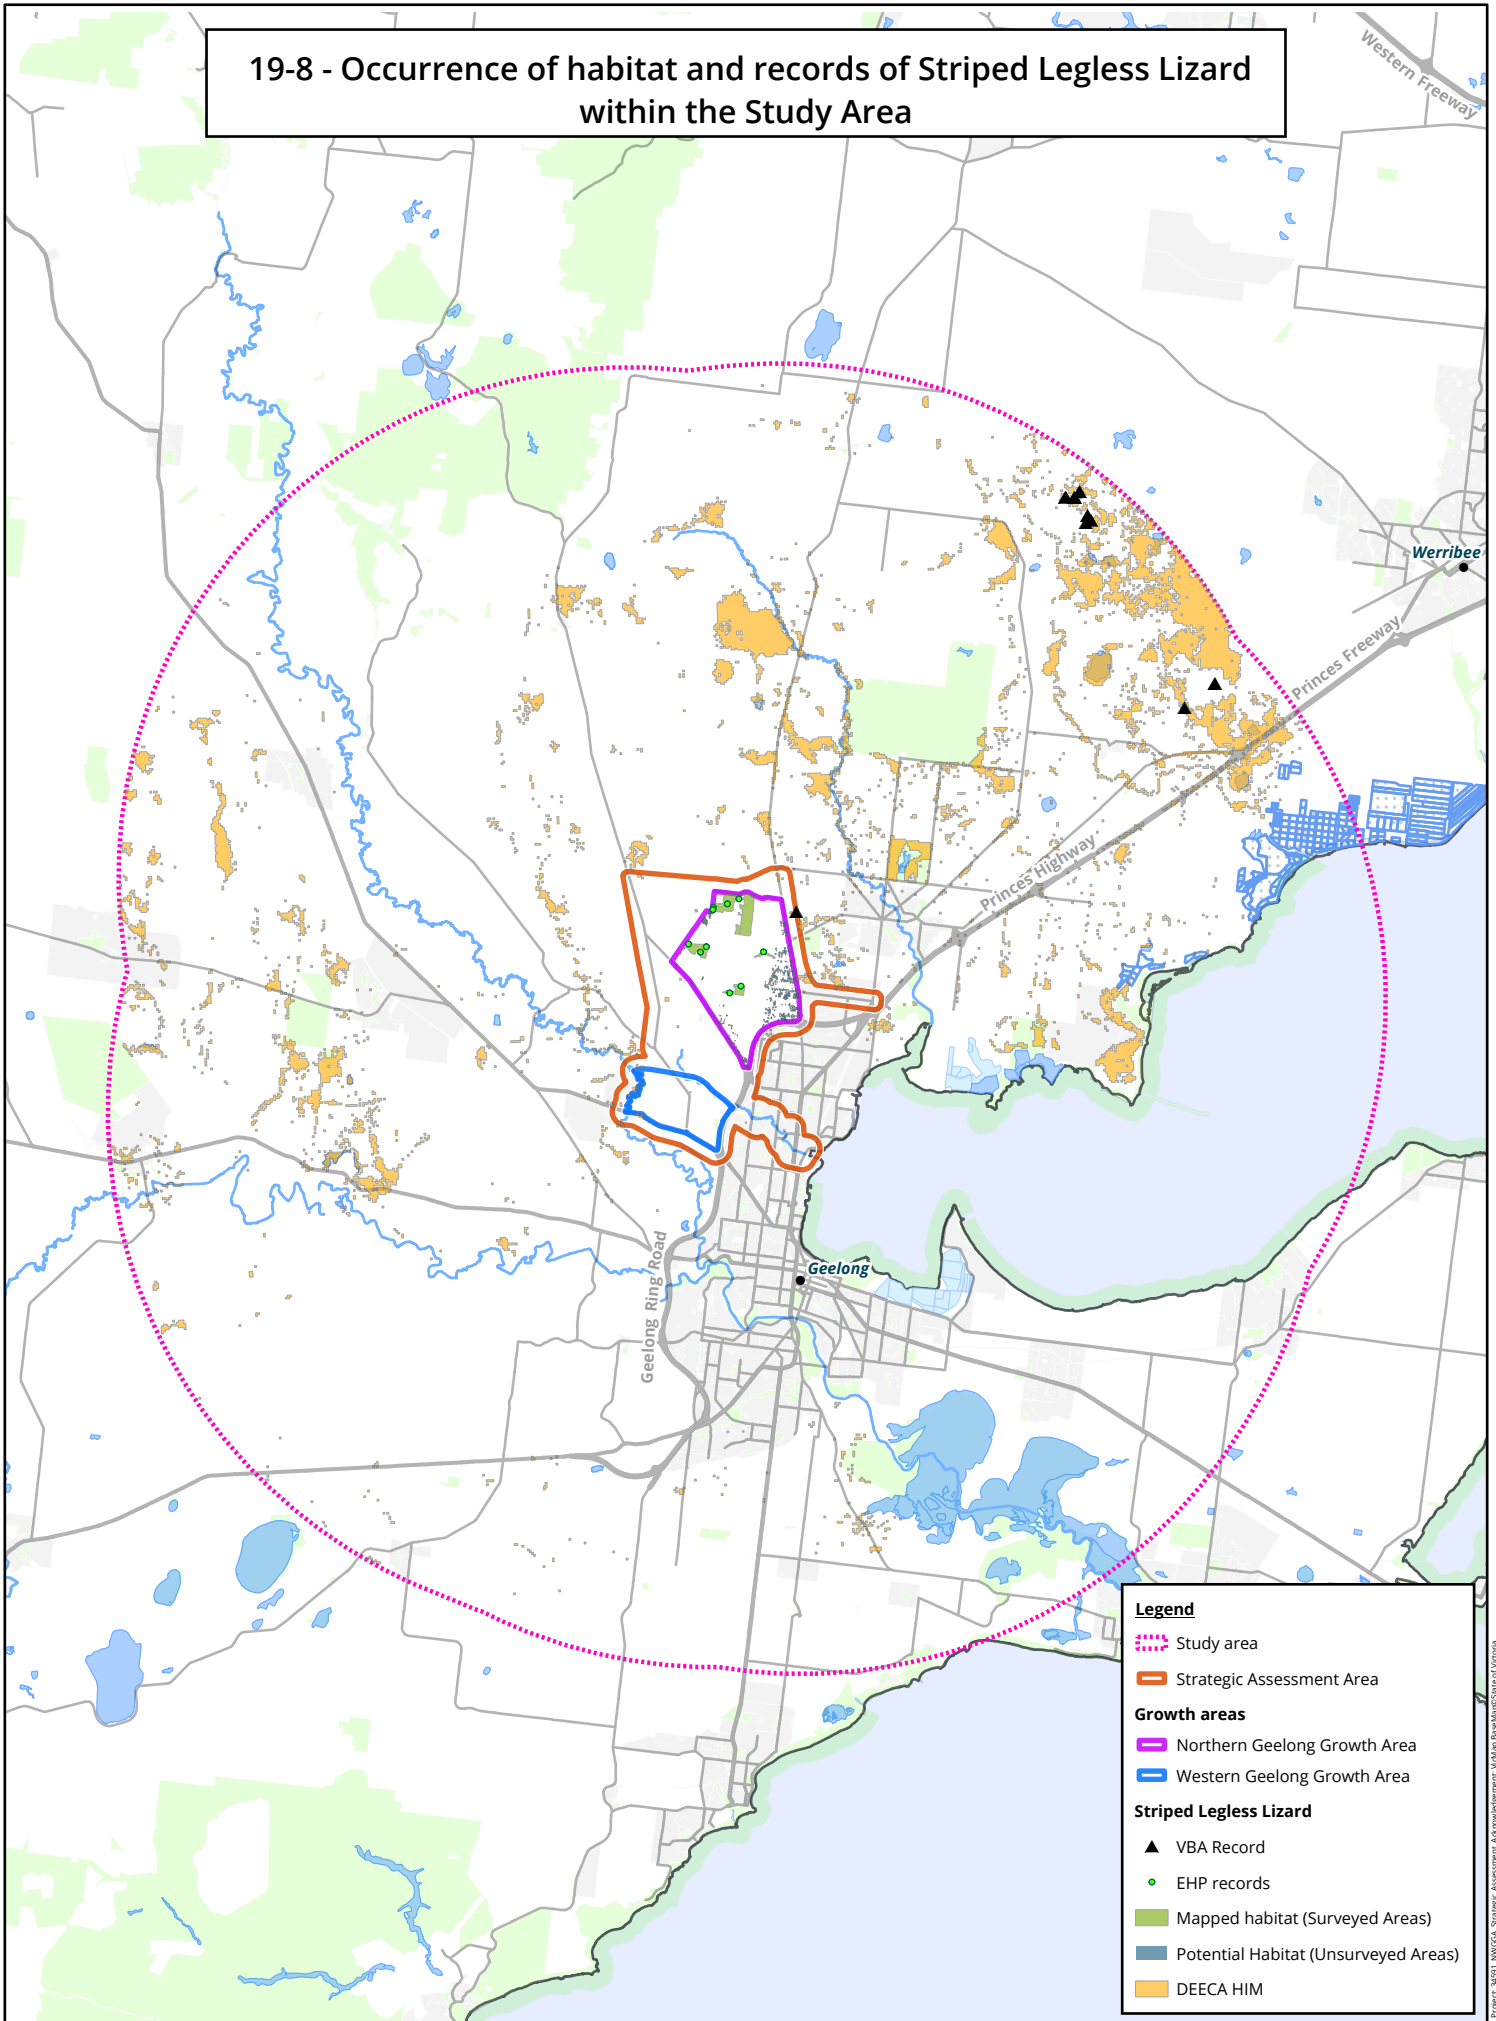 19-8 - Occurrence of habitat and records of Striped Legless Lizard
within the Study Area
Western Freeway
Werribee
Princes Freeway
Princes Highway
Geelong
Geelong Ring Road
Legend
Study area
Strategic Assessment Area
Growth areas
Northern Geelong Growth Area
Western Geelong Growth Area
Striped Legless Lizard
VBA Record
EHP records
Mapped habitat (Surveyed Areas)
Potential Habitat (Unsurveyed Areas)
DEECA HIM